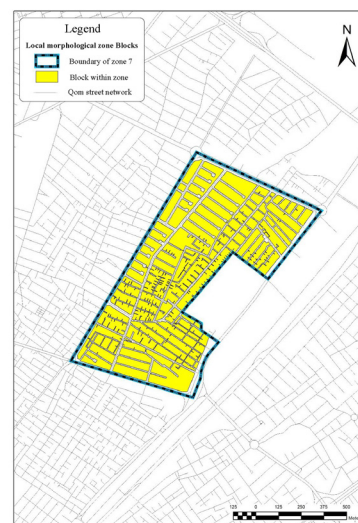 Legend
Local morphological zone Blocks
Boundary of zone 7
Block within zone
Qom street network
N
125
0
125
250
375
500